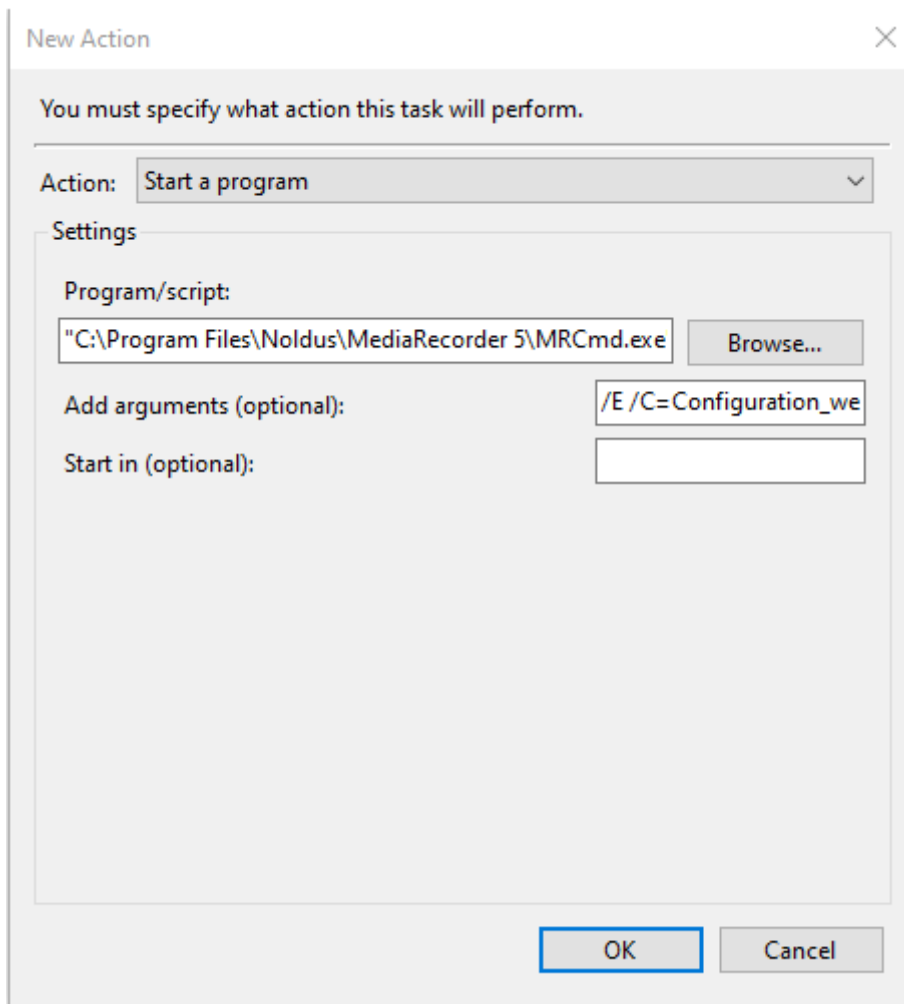 New Action
You must specify what action this task will perform.
Action: Start a program
Settings
Program/script:
"C:\Program Files\Noldus\MediaRecorder 5\MRCmd.exe
Browse...
Add arguments (optional): /E /C=Configuration_we
Start in (optional):
OK Cancel